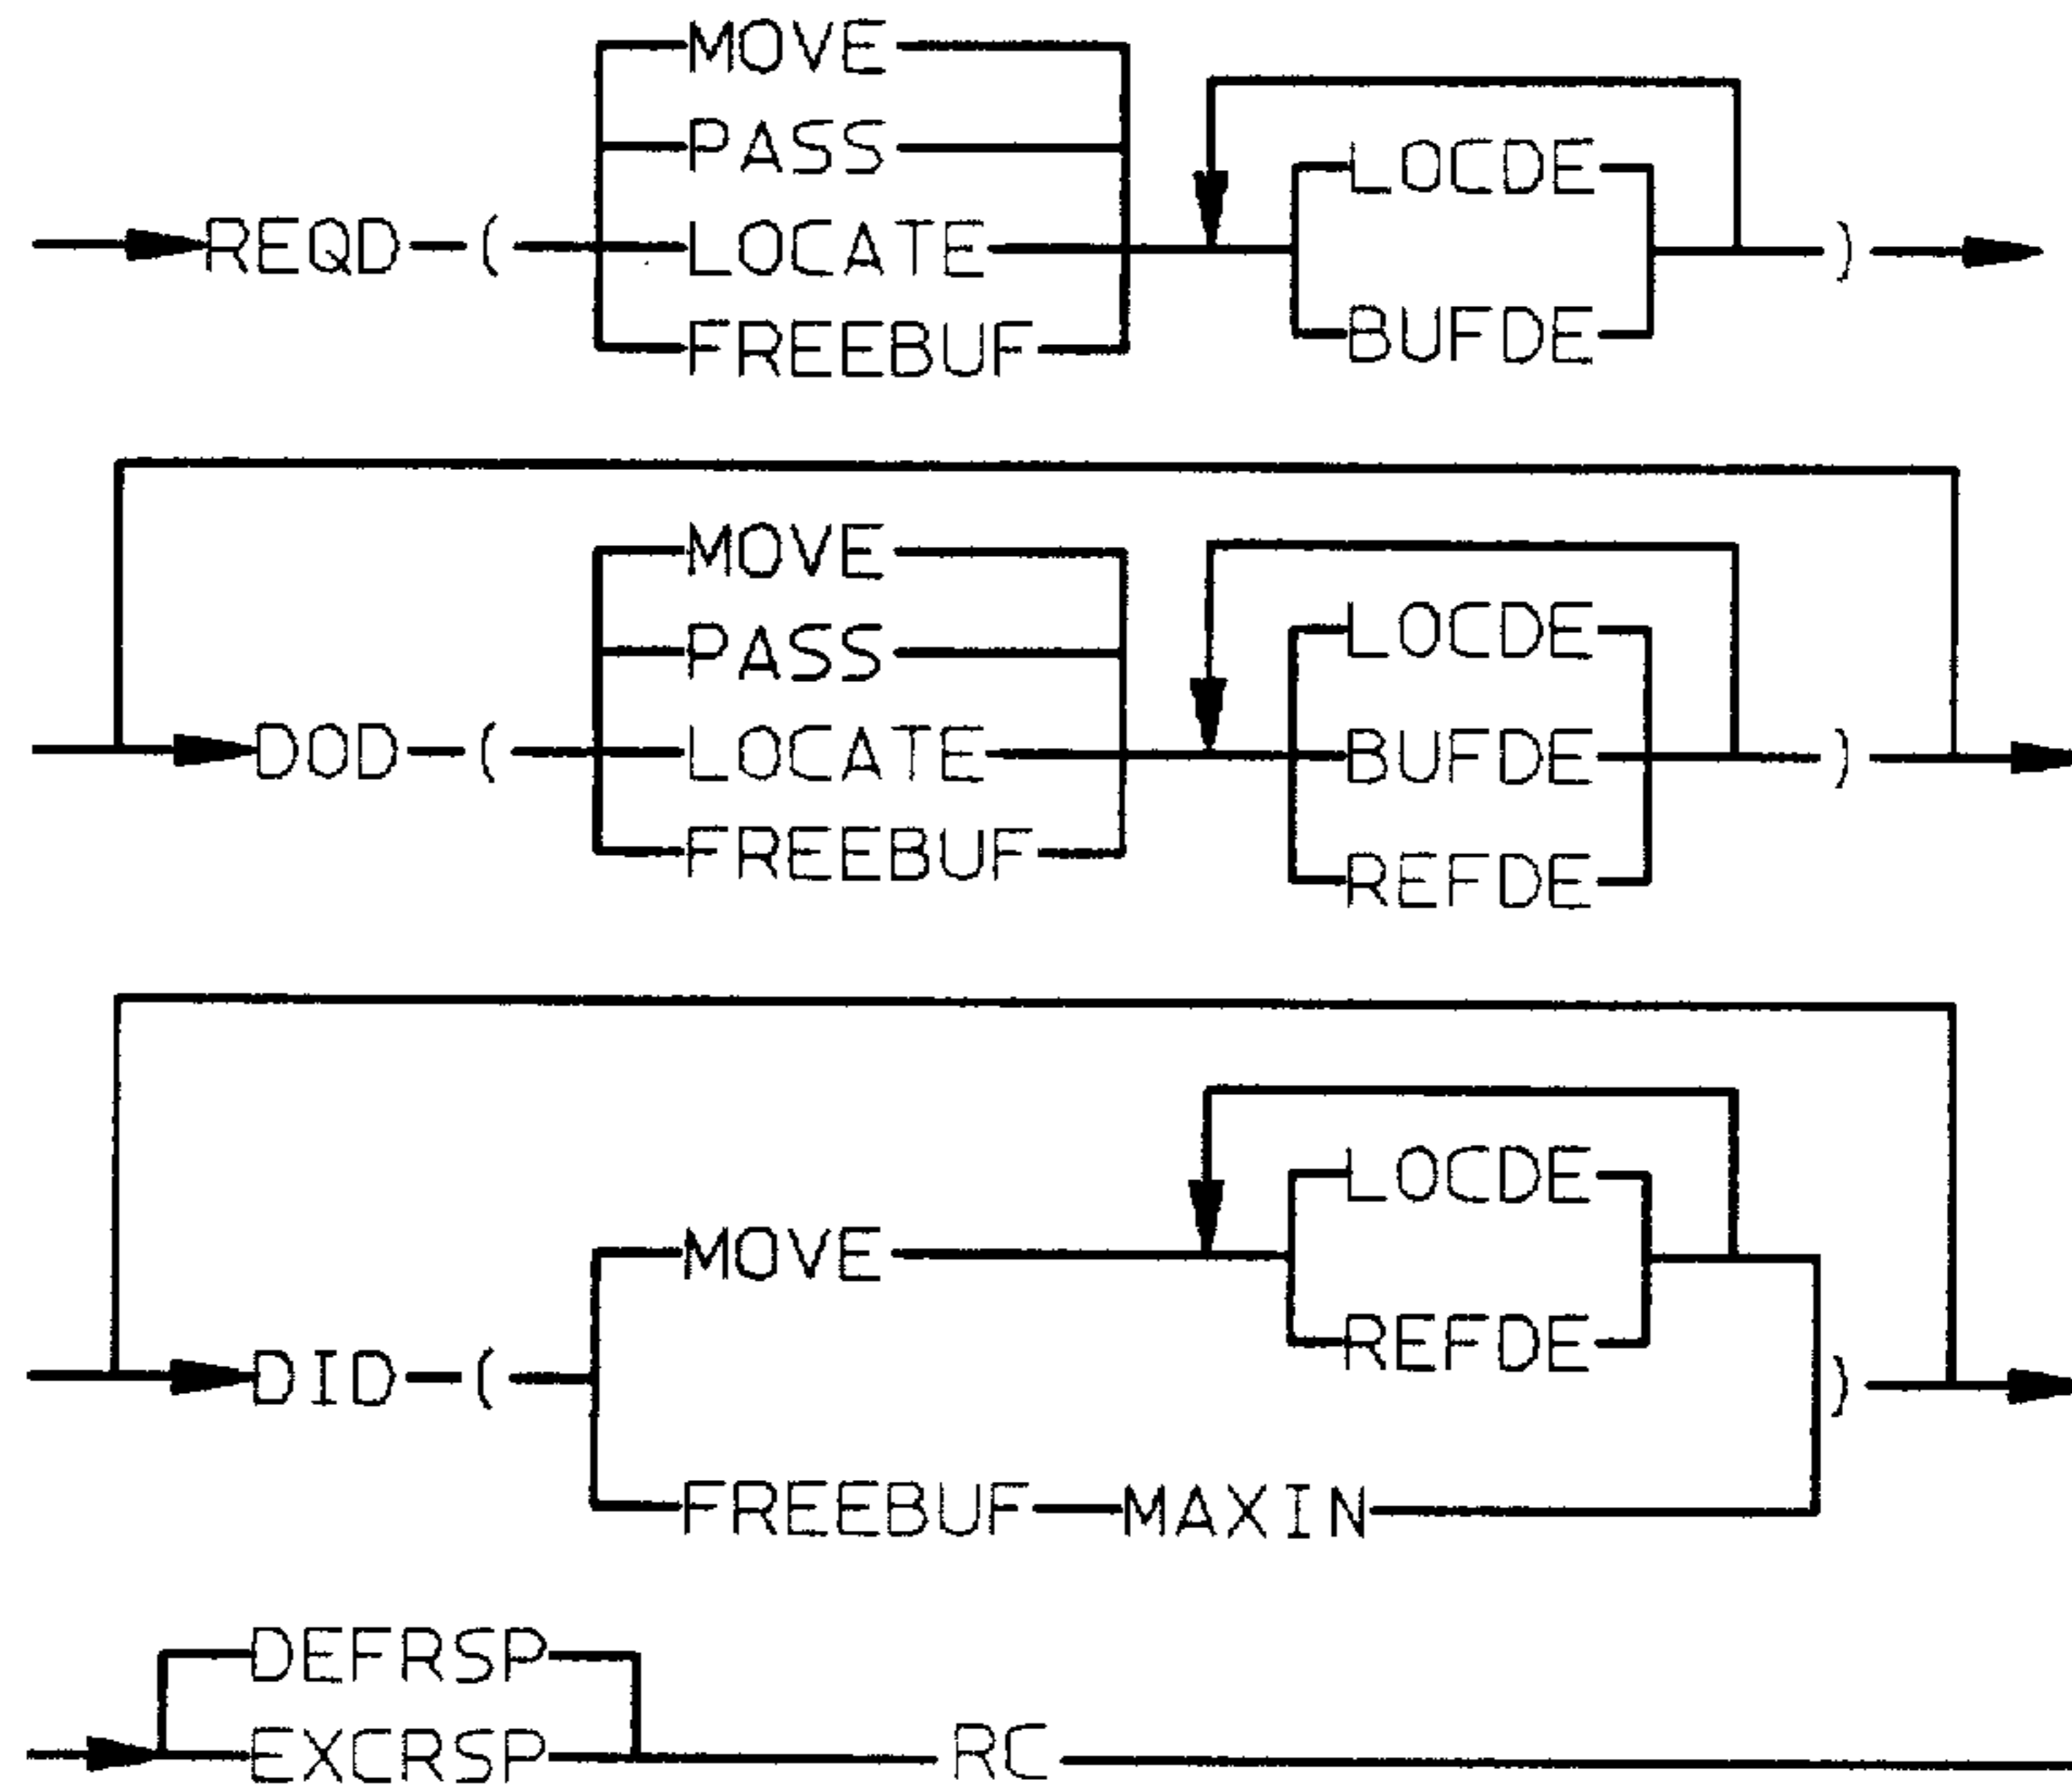 MOVE
PASS
LOCDE
REQD ( LOCATE )
FREEBUF
BUFDE
MOVE
LOCDE
PASS
DOD ( LOCATE BUFDE )
FREEBUF
REFDE
LOCDE
MOVE
REFDE
DID ( )
FREEBUF MAXIN
DEFRSP
EXCRSP RC